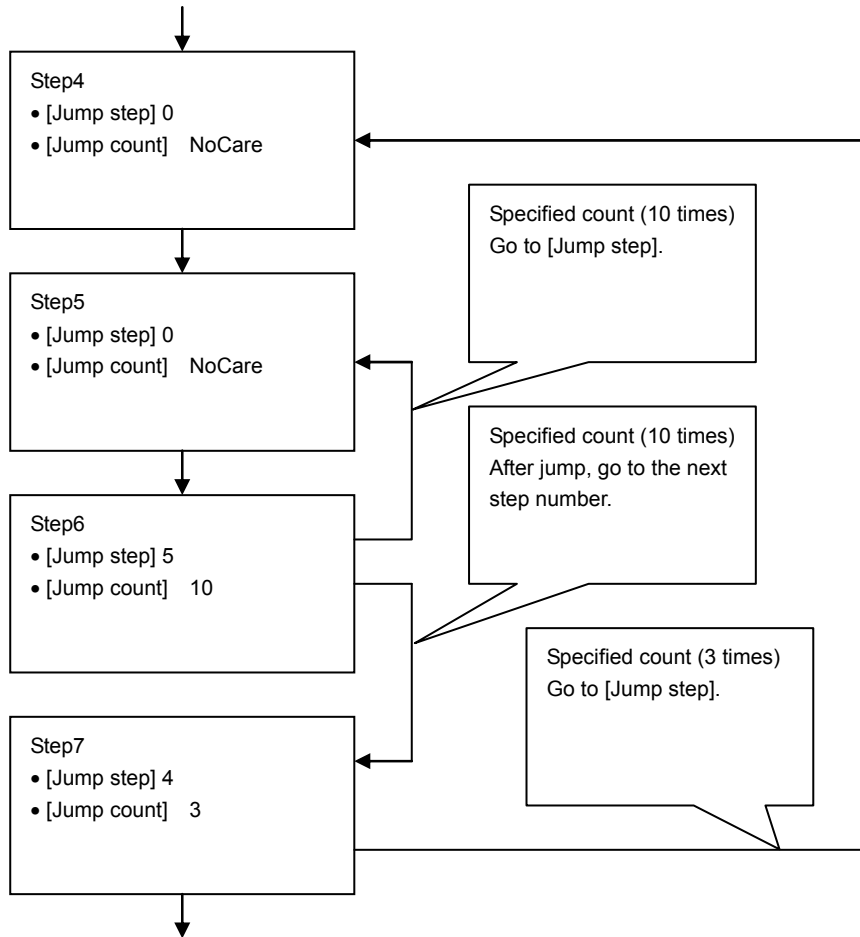 Step4
• [Jump step] 0
• [Jump count] NoCare
Specified count (10 times)
Go to [Jump step].
Step5
• [Jump step] 0
• [Jump count] NoCare
Specified count (10 times)
After jump, go to the next
step number.
Step6
• [Jump step] 5
• [Jump count] 10
Specified count (3 times)
Go to [Jump step].
Step7
• [Jump step] 4
• [Jump count] 3